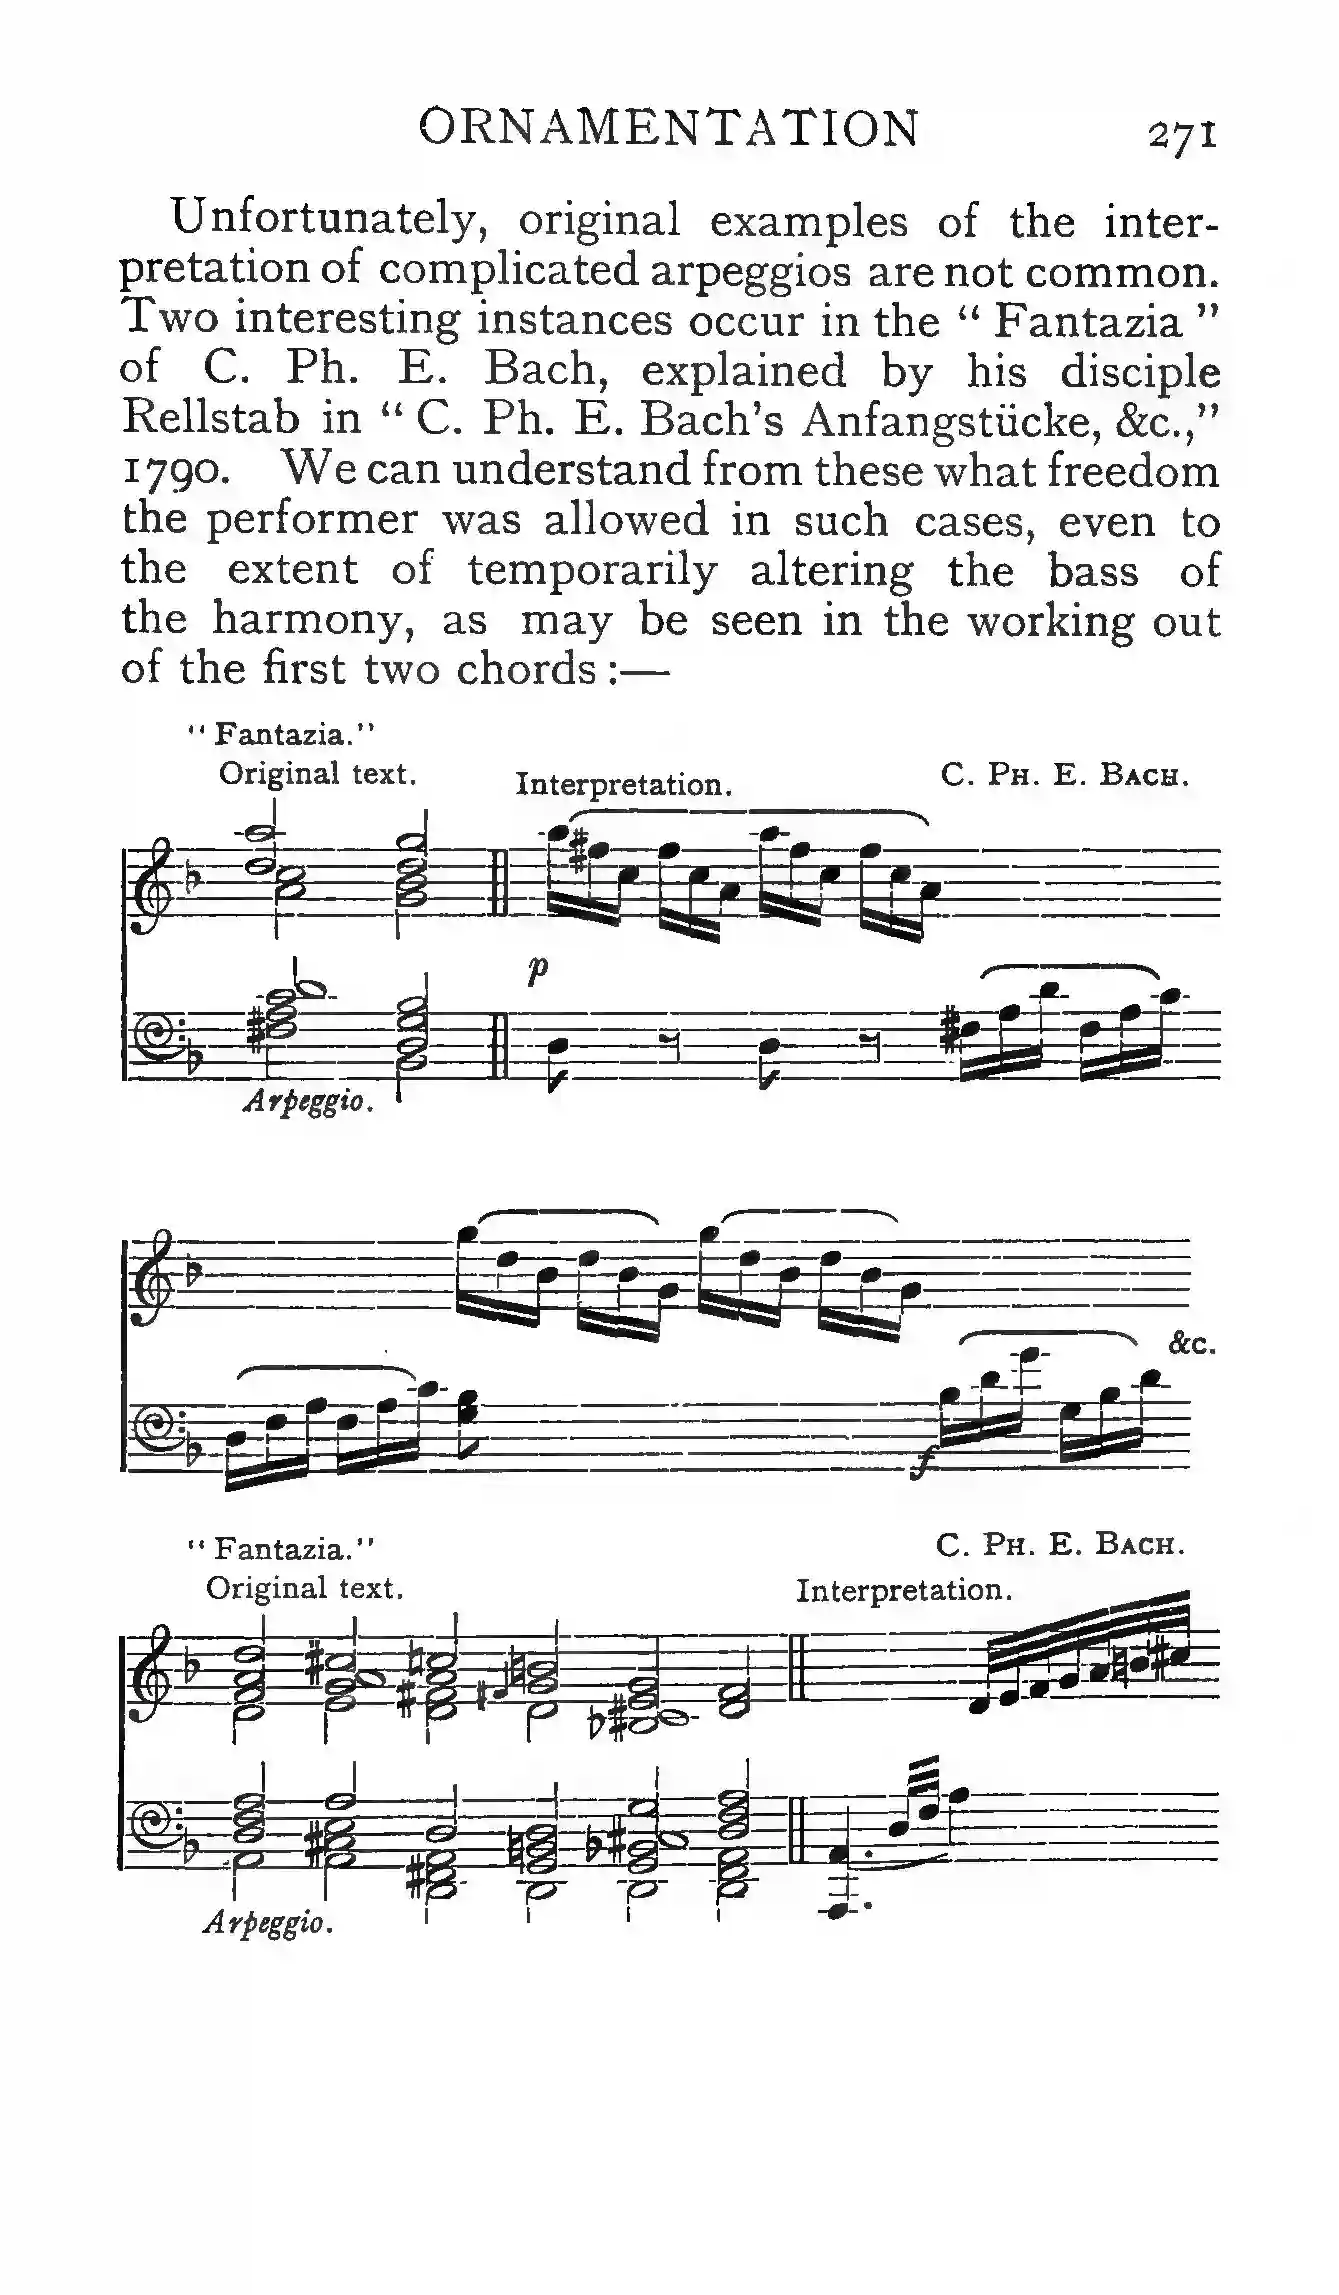 ORNAMENTATION 271
Unfortunately, original examples of the inter-
pretation of complicated arpeggios are not common.
Two interesting instances occur in the “ Fantazia ”
of C. Ph. E. Bach, explained by his disciple
Rellstab in “ C. Ph. E. Bach’s Anfangstücke, &c.,”
1790. We can understand from these what freedom
the performer was allowed in such cases, even to
the extent of temporarily altering the bass of
the harmony, as may be seen in the working out
of the first two chords :—
“ Fantazia.”
Original text. Interpretation. C. Ph. E. Bach.
p
Arpeggio.
&c.
f
“ Fantazia.” C. Ph. E. Bach.
Original text. Interpretation.
Arpeggio.